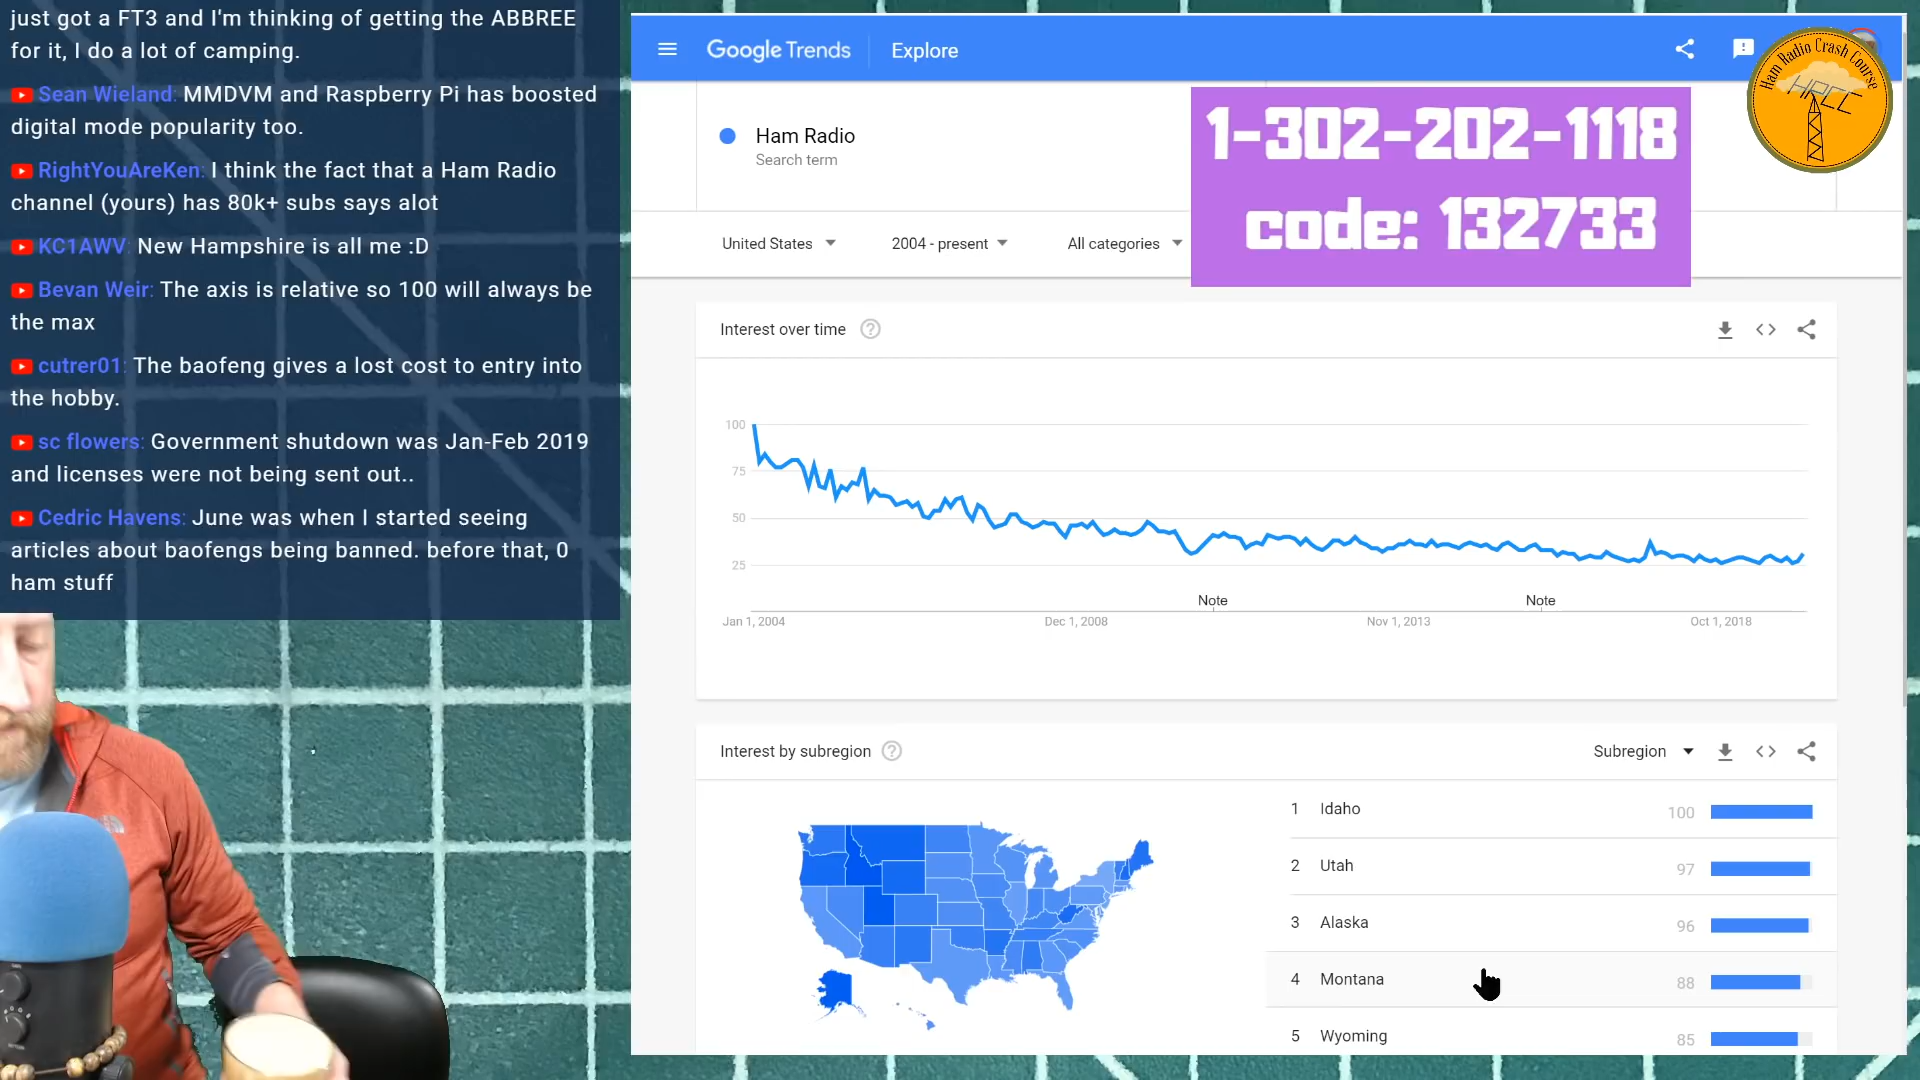 just got a FT3 and I'm thinking of getting the ABBREE
for it, I do a lot of camping.
Sean Wieland: MMDVM and Raspberry Pi has boosted
digital mode popularity too.
RightYouAreKen: I think the fact that a Ham Radio
channel (yours) has 80k+ subs says alot
KC1AWV: New Hampshire is all me :D
Bevan Weir: The axis is relative so 100 will always be
the max
cutrer01: The baofeng gives a lost cost to entry into
the hobby.
sc flowers: Government shutdown was Jan-Feb 2019
and licenses were not being sent out..
Cedric Havens: June was when I started seeing
articles about baofengs being banned. before that, 0
ham stuff
Google Trends Explore
Ham Radio Crash Course
HRCC
Ham Radio
Search term
1-302-202-1118
code: 132733
United States 2004 - present All categories
Interest over time
100
75
50
25
Note Note
Jan 1, 2004 Dec 1, 2008 Nov 1, 2013 Oct 1, 2018
Interest by subregion Subregion
1 Idaho 100
2 Utah 97
3 Alaska 96
4 Montana 88
5 Wyoming 85